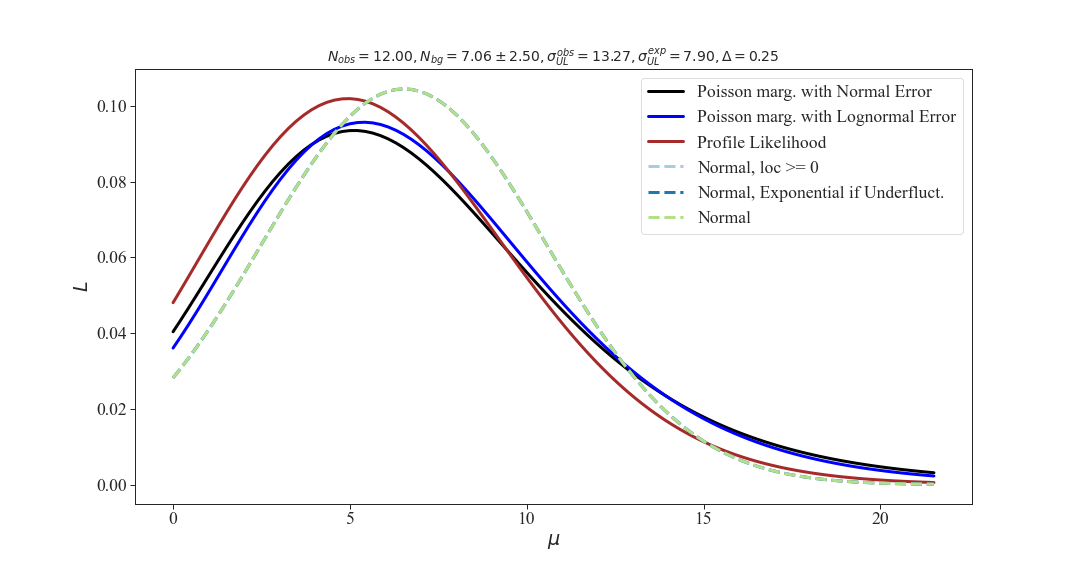 N_{obs} = 12.00, N_{bg} = 7.06 ± 2.50, σ_{UL}^{obs} = 13.27, σ_{UL}^{exp} = 7.90, Δ = 0.25
Poisson marg. with Normal Error
Poisson marg. with Lognormal Error
Profile Likelihood
Normal, loc >= 0
Normal, Exponential if Underfluct.
Normal
L
0.10
0.08
0.06
0.04
0.02
0.00
0 5 10 15 20
μ